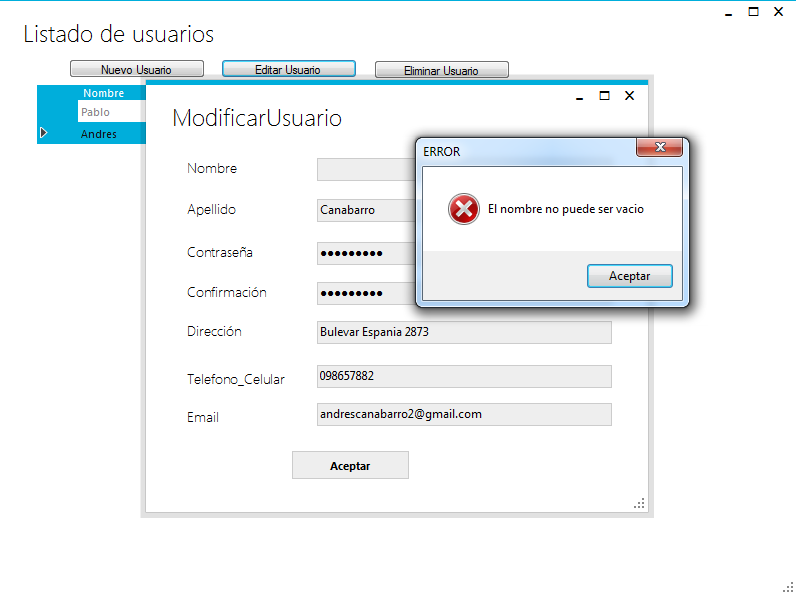 Listado de usuarios
Nuevo Usuario
Editar Usuario
Eliminar Usuario
Nombre
Pablo
Andres
ModificarUsuario
Nombre
Apellido
Canabarro
Contraseña
●●●●●●●●●
Confirmación
●●●●●●●●●
Dirección
Bulevar Espania 2873
Telefono_Celular
098657882
Email
andrescanabarro2@gmail.com
Aceptar
ERROR
El nombre no puede ser vacio
Aceptar